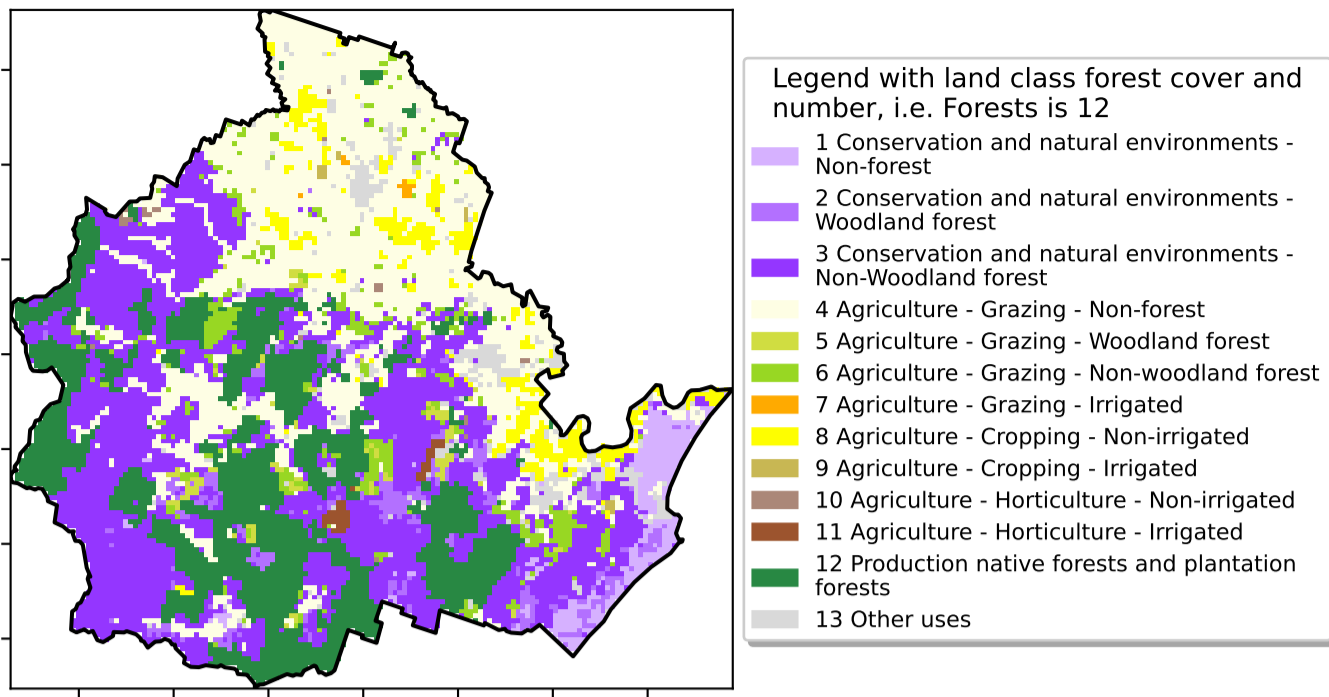 Legend with land class forest cover and
number, i.e. Forests is 12
1 Conservation and natural environments -
Non-forest
2 Conservation and natural environments -
Woodland forest
3 Conservation and natural environments -
Non-Woodland forest
4 Agriculture - Grazing - Non-forest
5 Agriculture - Grazing - Woodland forest
6 Agriculture - Grazing - Non-woodland forest
7 Agriculture - Grazing - Irrigated
8 Agriculture - Cropping - Non-irrigated
9 Agriculture - Cropping - Irrigated
10 Agriculture - Horticulture - Non-irrigated
11 Agriculture - Horticulture - Irrigated
12 Production native forests and plantation
forests
13 Other uses